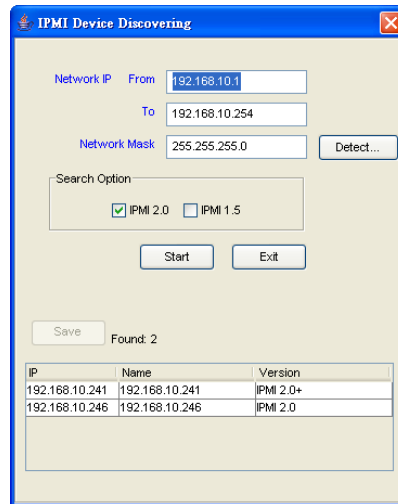 IPMI Device Discovering
Network IP From 192.168.10.1
To 192.168.10.254
Network Mask 255.255.255.0 Detect...
Search Option
IPMI 2.0 IPMI 1.5
Start Exit
Save Found: 2
IP Name Version
192.168.10.241 192.168.10.241 IPMI 2.0+
192.168.10.246 192.168.10.246 IPMI 2.0